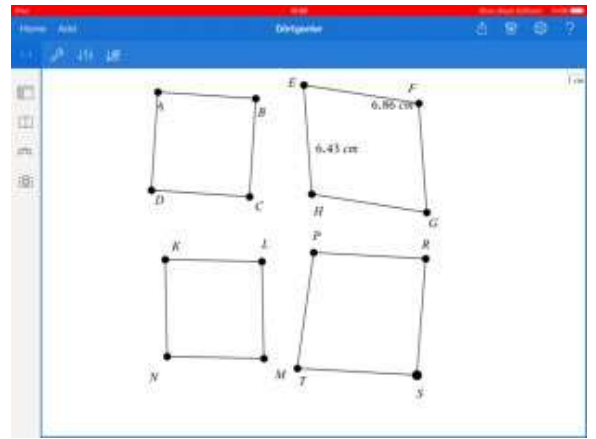 Home Add Dörtgenler ?
1 cm
E F
A B 6.86 cm
6.43 cm
D C H G
K L P R
N M T S